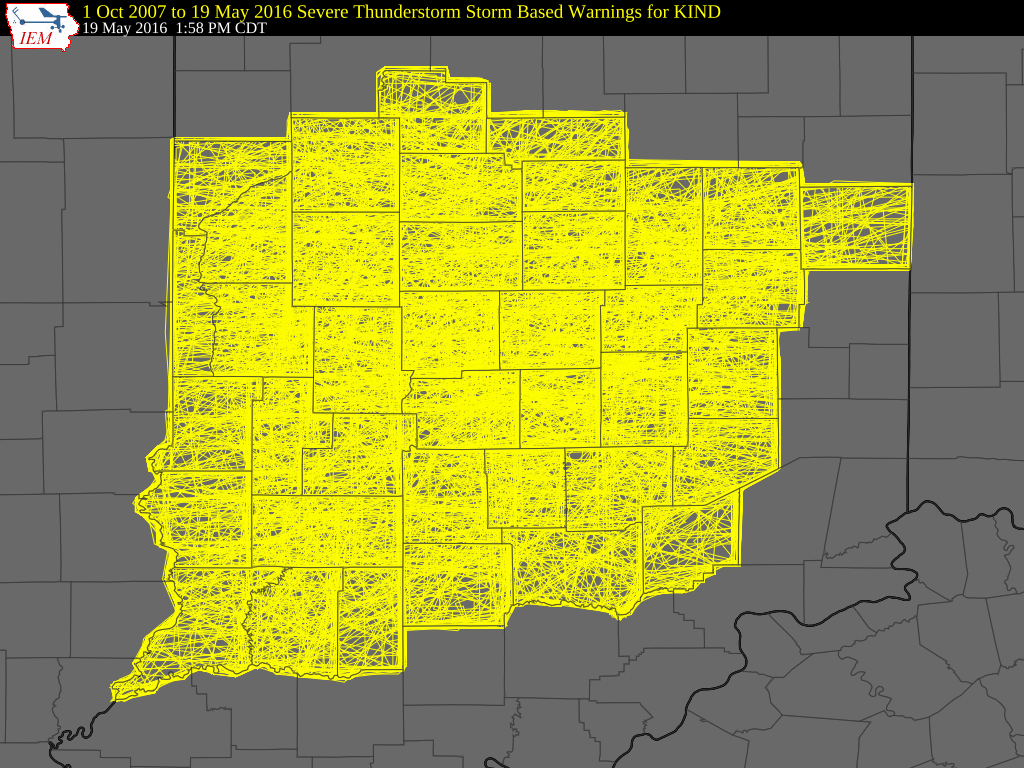 1 Oct 2007 to 19 May 2016 Severe Thunderstorm Storm Based Warnings for KIND
19 May 2016  1:58 PM CDT
IEM